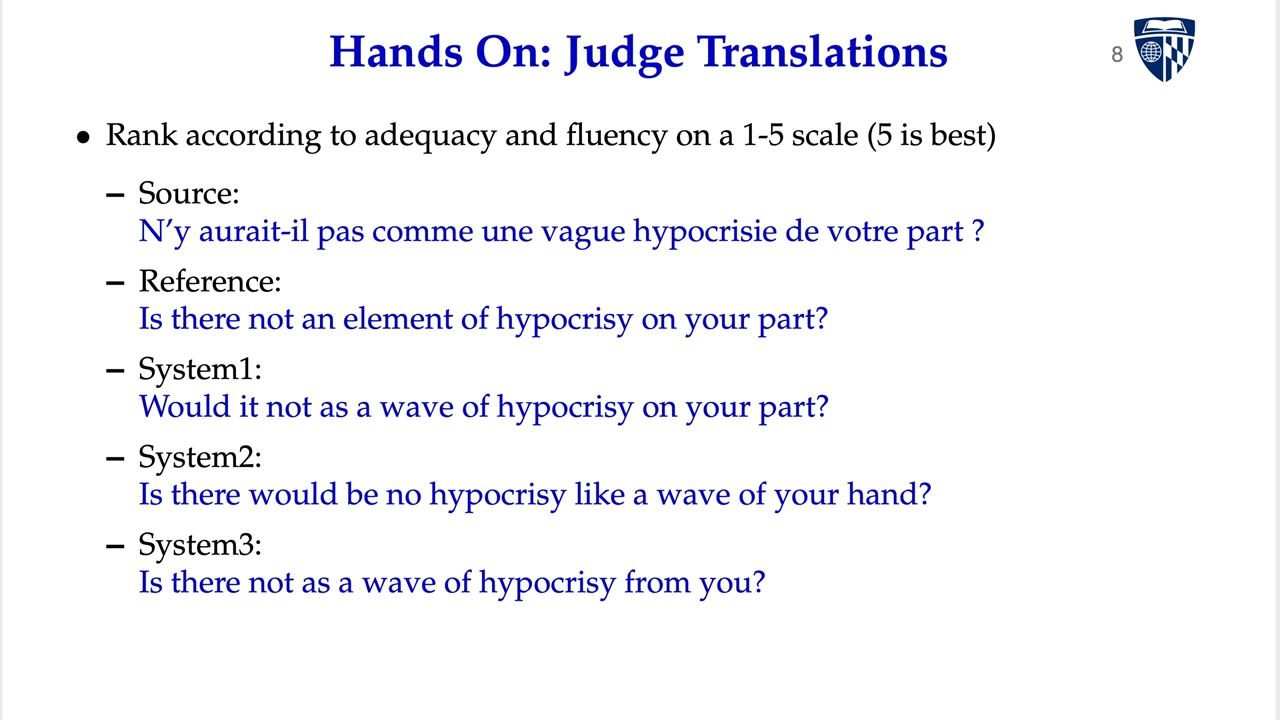 Hands On: Judge Translations
8
• Rank according to adequacy and fluency on a 1-5 scale (5 is best)
– Source:
N'y aurait-il pas comme une vague hypocrisie de votre part ?
– Reference:
Is there not an element of hypocrisy on your part?
– System1:
Would it not as a wave of hypocrisy on your part?
– System2:
Is there would be no hypocrisy like a wave of your hand?
– System3:
Is there not as a wave of hypocrisy from you?